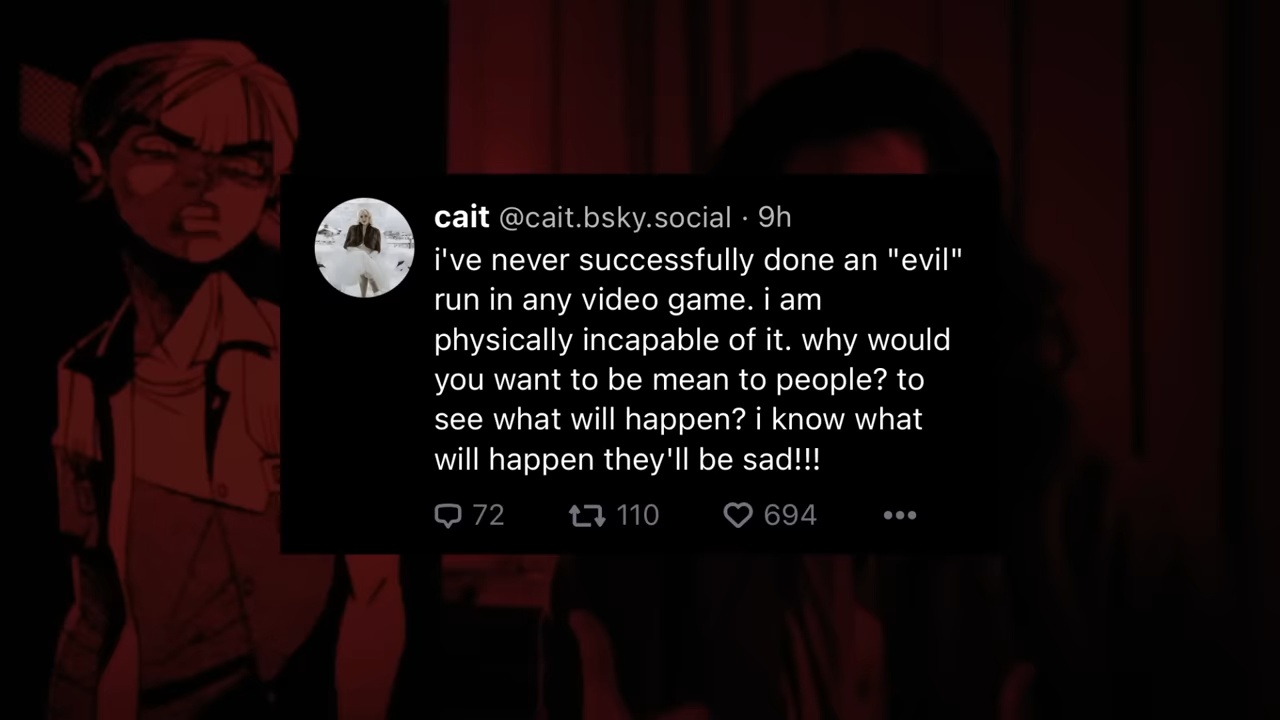 cait @cait.bsky.social · 9h
i've never successfully done an "evil"
run in any video game. i am
physically incapable of it. why would
you want to be mean to people? to
see what will happen? i know what
will happen they'll be sad!!!
72 110 694